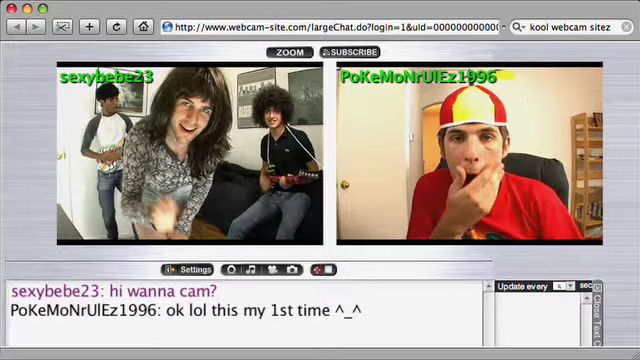 http://www.webcam-site.com/largeChat.do?login=1&uId=000000000000
kool webcam sitez
ZOOM
SUBSCRIBE
sexybebe23
PoKeMoNrUlEz1996
Settings
sexybebe23: hi wanna cam?
PoKeMoNrUlEz1996: ok lol this my 1st time ^_^
Update every
sec
Close Text C